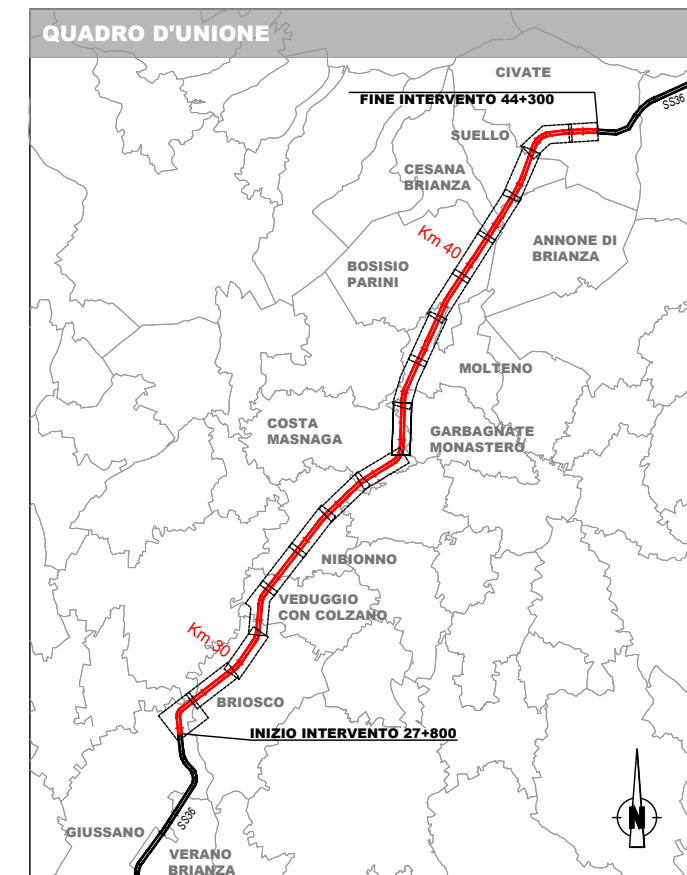 QUADRO D'UNIONE
CIVATE
FINE INTERVENTO 44+300
SS36
SUELLO
CESANA
BRIANZA
Km 40
ANNONE DI
BRIANZA
BOSISIO
PARINI
MOLTENO
COSTA
MASNAGA
GARBAGNATE
MONASTERO
NIBIONNO
VEDUGGIO
CON COLZANO
Km 30
BRIOSCO
INIZIO INTERVENTO 27+800
N
SS36
GIUSSANO
VERANO
BRIANZA